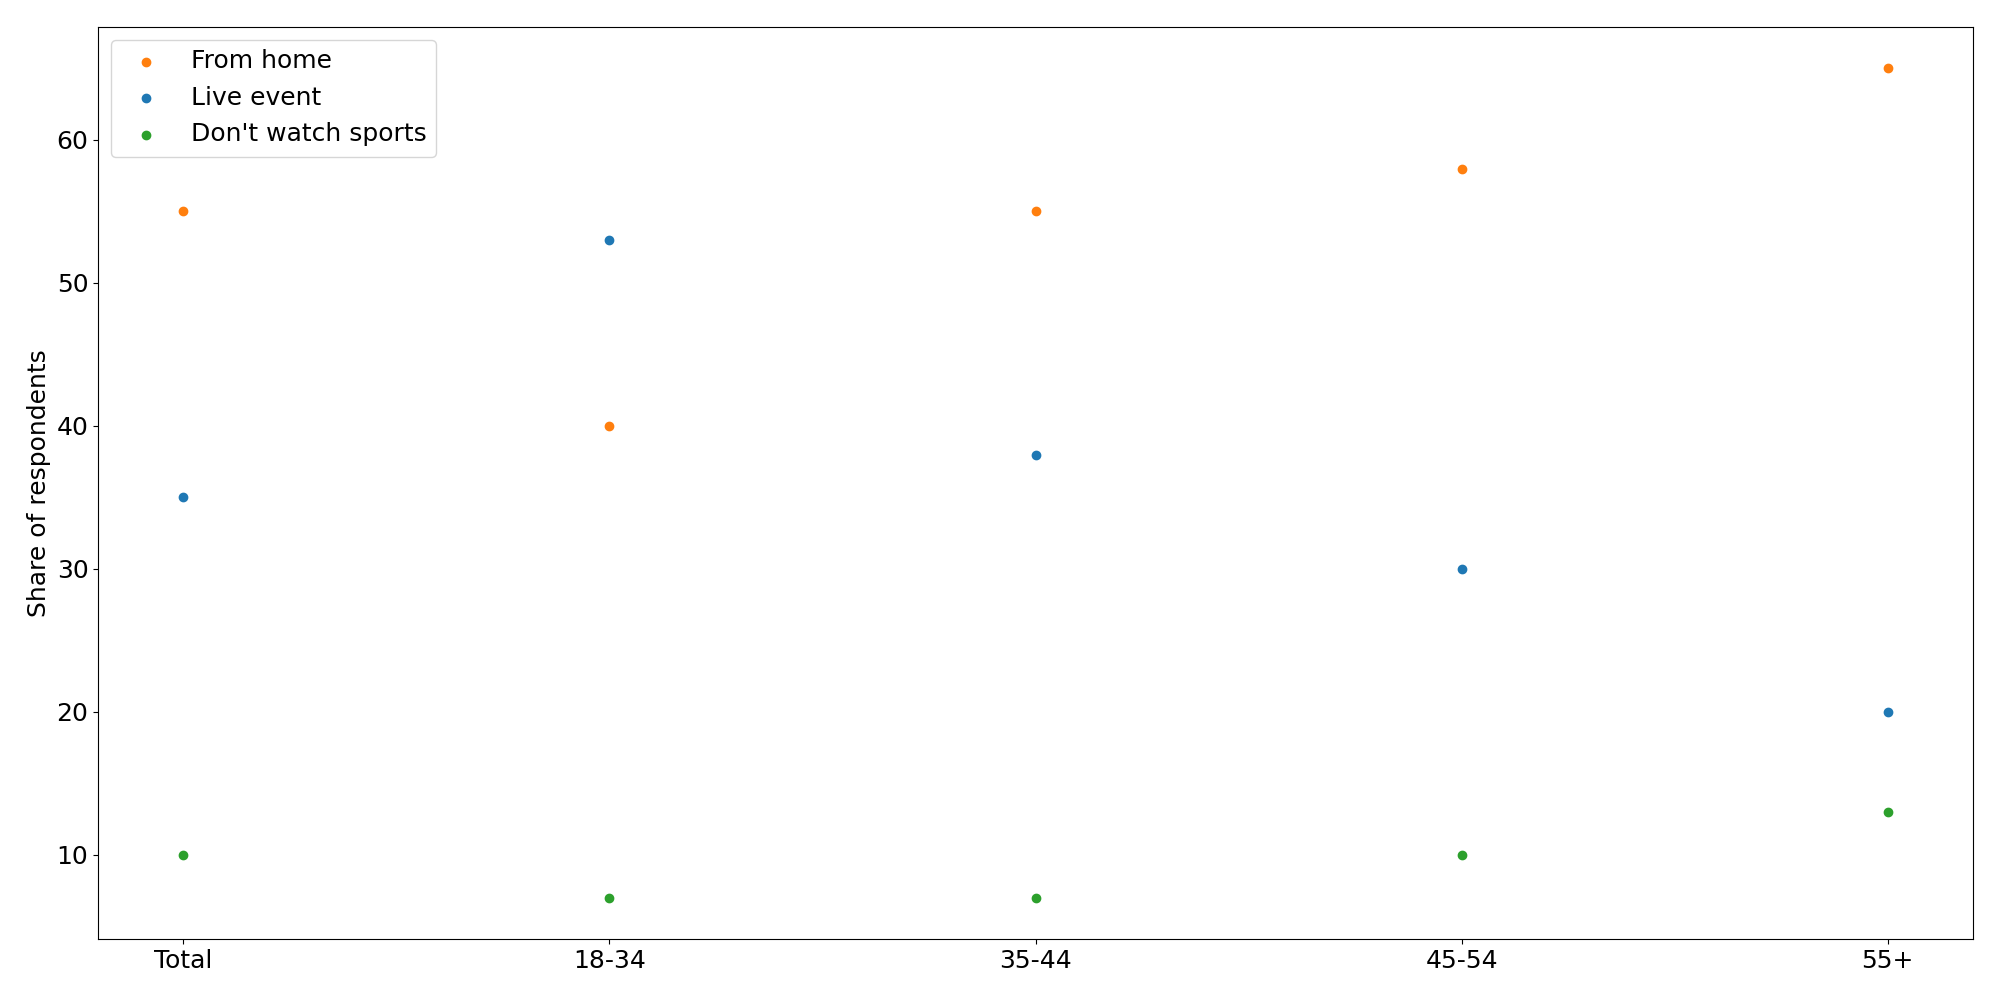 From home
Live event
Don't watch sports
Share of respondents
60
50
40
30
20
10
Total
18-34
35-44
45-54
55+